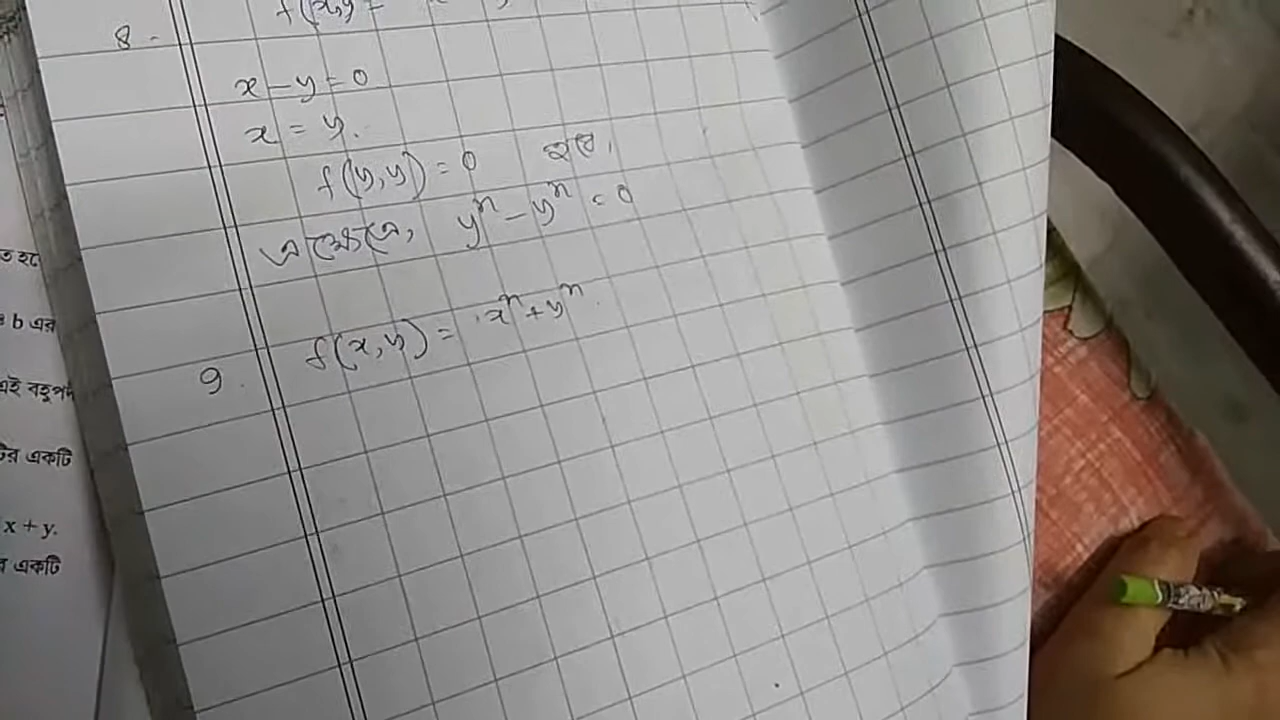 8. f(x,y) =
x - y = 0
x = y.
f(y,y) = 0 হবে,
এক্ষেত্রে, yⁿ - yⁿ = 0
9. f(x,y) = xⁿ + yⁿ.
ত হবে
b এর
এই বহুপদ
একটি
x + y.
একটি